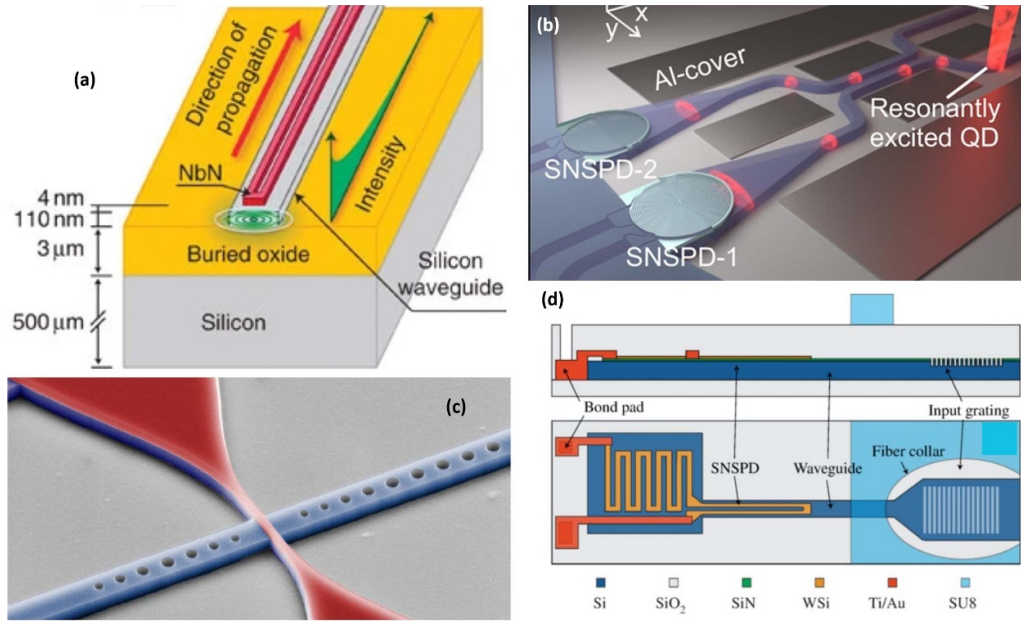 (a)
Direction of
propagation
NbN
Intensity
4 nm
110 nm
3 μm
Buried oxide
Silicon
waveguide
500 μm
Silicon
(b)
x
y
Al-cover
Resonantly
excited QD
SNSPD-2
SNSPD-1
(c)
(d)
Bond pad
Input grating
SNSPD
Waveguide
Fiber collar
Si
SiO₂
SiN
WSi
Ti/Au
SU8